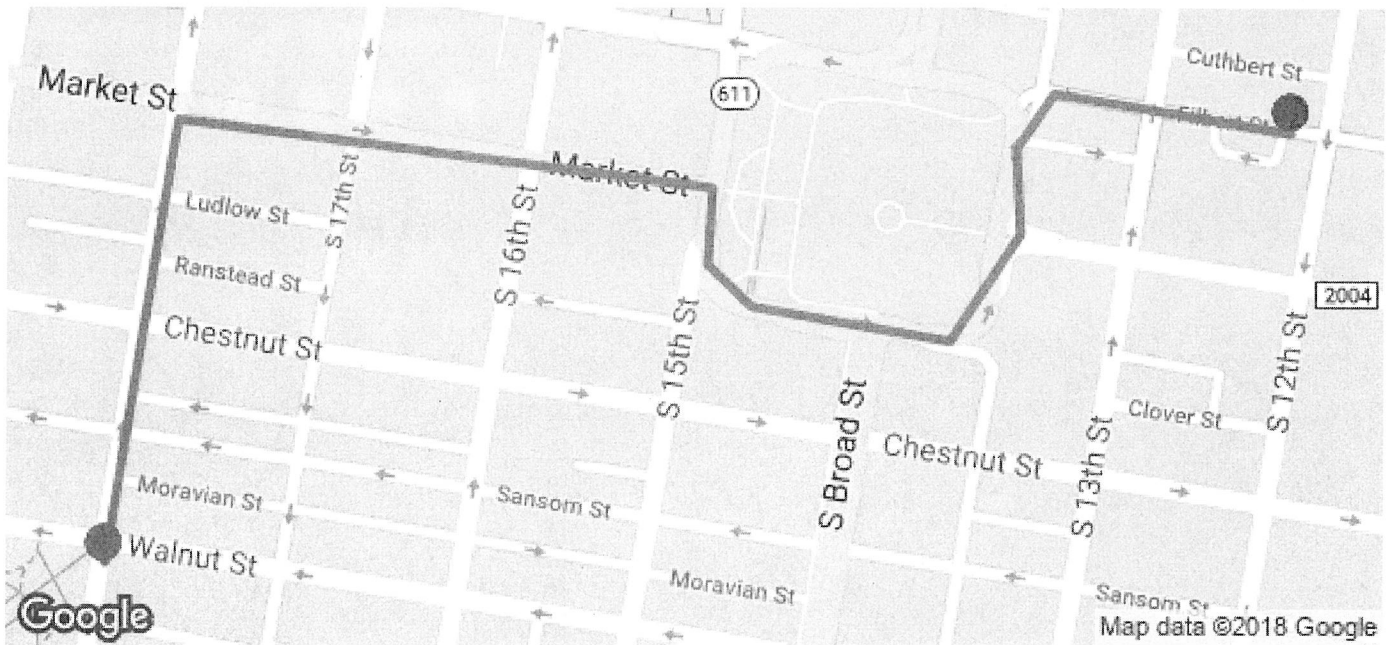 Cuthbert St
Market St
611
Filbert St
Market St
Ludlow St
S 17th St
S 16th St
Ranstead St
2004
Chestnut St
S 15th St
S 12th St
Clover St
S Broad St
Chestnut St
S 13th St
Moravian St
Sansom St
Walnut St
Moravian St
Sansom St
Google
Map data ©2018 Google